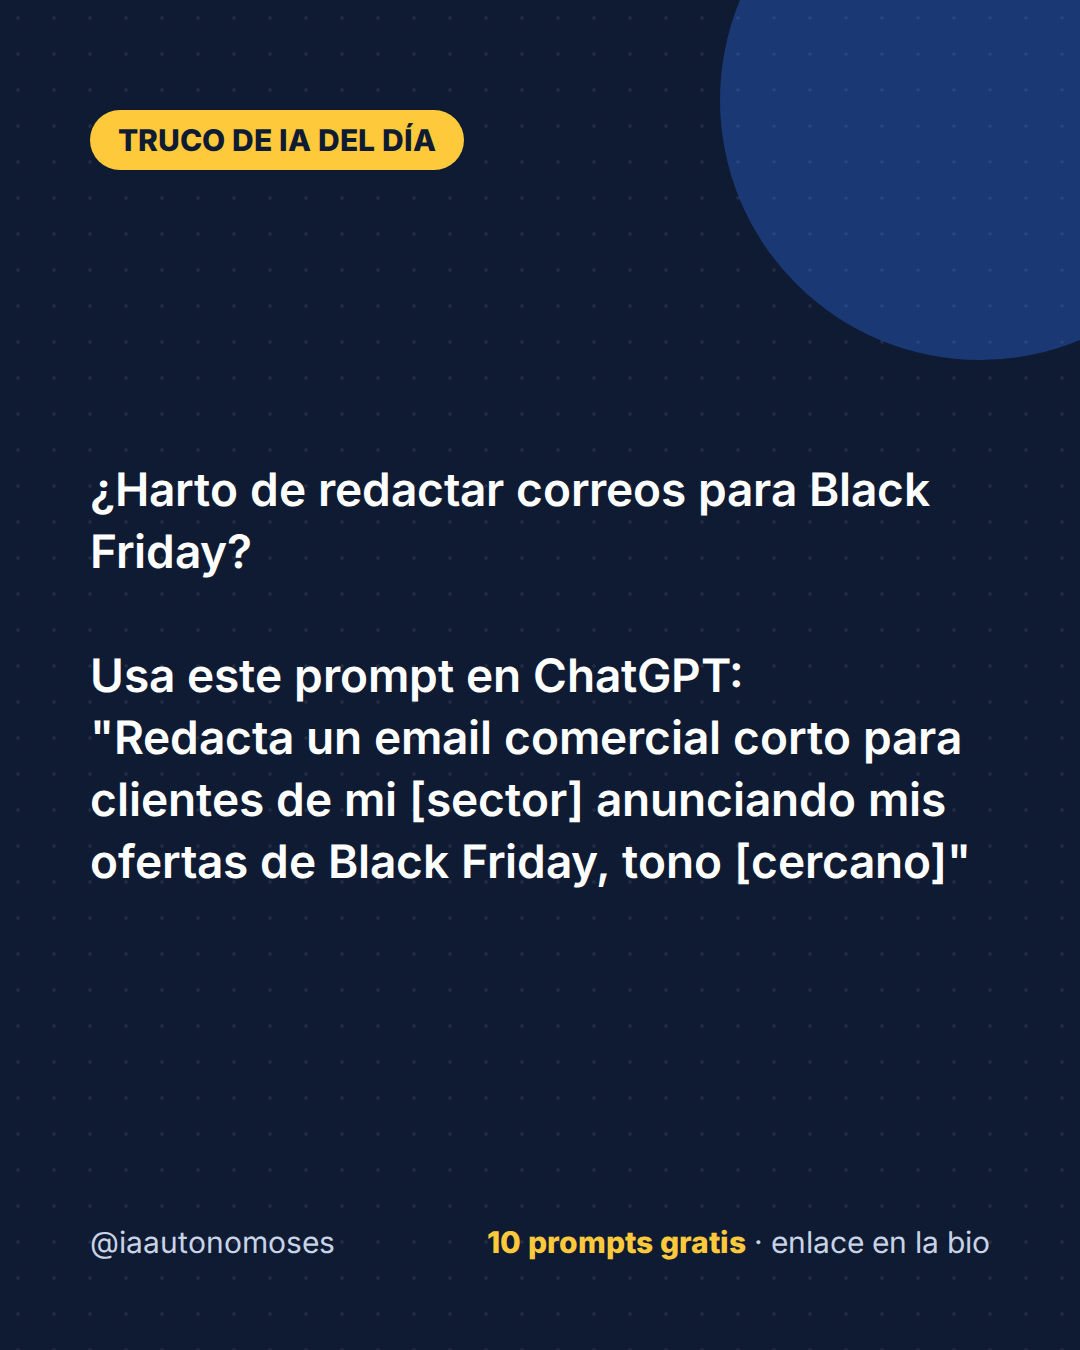 TRUCO DE IA DEL DÍA
¿Harto de redactar correos para Black
Friday?
Usa este prompt en ChatGPT:
"Redacta un email comercial corto para
clientes de mi [sector] anunciando mis
ofertas de Black Friday, tono [cercano]"
@iaautonomoses
10 prompts gratis · enlace en la bio